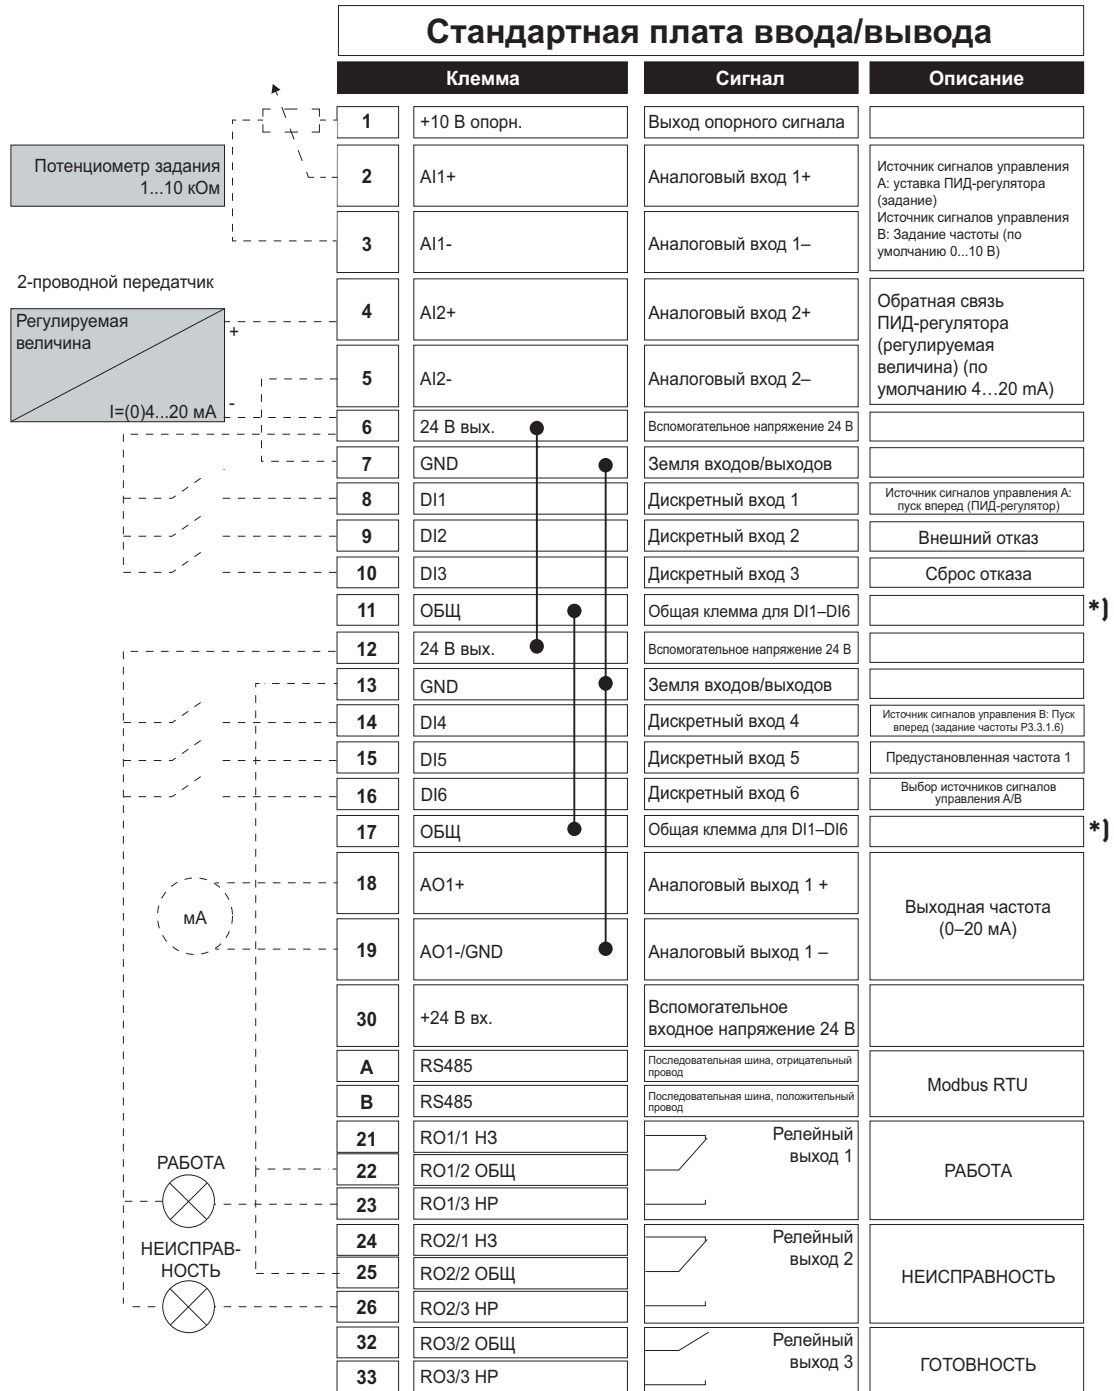 Стандартная плата ввода/вывода
Клемма Сигнал Описание
1 +10 В опорн. Выход опорного сигнала
Потенциометр задания
1...10 кОм
2 AI1+ Аналоговый вход 1+
3 AI1- Аналоговый вход 1–
Источник сигналов управления
А: уставка ПИД-регулятора
(задание)
Источник сигналов управления
В: Задание частоты (по
умолчанию 0...10 В)
2-проводной передатчик
Регулируемая
величина
+
-
I=(0)4...20 мА
4 AI2+ Аналоговый вход 2+
5 AI2- Аналоговый вход 2–
Обратная связь
ПИД-регулятора
(регулируемая
величина) (по
умолчанию 4…20 mA)
6 24 В вых. Вспомогательное напряжение 24 В
7 GND Земля входов/выходов
8 DI1 Дискретный вход 1
Источник сигналов управления А:
пуск вперед (ПИД-регулятор)
9 DI2 Дискретный вход 2 Внешний отказ
10 DI3 Дискретный вход 3 Сброс отказа
11 ОБЩ Общая клемма для DI1–DI6 *)
12 24 В вых. Вспомогательное напряжение 24 В
13 GND Земля входов/выходов
14 DI4 Дискретный вход 4
Источник сигналов управления В: Пуск
вперед (задание частоты P3.3.1.6)
15 DI5 Дискретный вход 5 Предустановленная частота 1
16 DI6 Дискретный вход 6
Выбор источников сигналов
управления А/В
17 ОБЩ Общая клемма для DI1–DI6 *)
мА
18 AO1+ Аналоговый выход 1 +
19 AO1-/GND Аналоговый выход 1 –
Выходная частота
(0–20 мА)
30 +24 В вх.
Вспомогательное
входное напряжение 24 В
A RS485
Последовательная шина, отрицательный
провод
B RS485
Последовательная шина, положительный
провод
Modbus RTU
21 RO1/1 НЗ
22 RO1/2 ОБЩ
23 RO1/3 НР
Релейный
выход 1
РАБОТА
РАБОТА
24 RO2/1 НЗ
25 RO2/2 ОБЩ
26 RO2/3 НР
Релейный
выход 2
НЕИСПРАВНОСТЬ
НЕИСПРАВ-
НОСТЬ
32 RO3/2 ОБЩ
33 RO3/3 НР
Релейный
выход 3
ГОТОВНОСТЬ